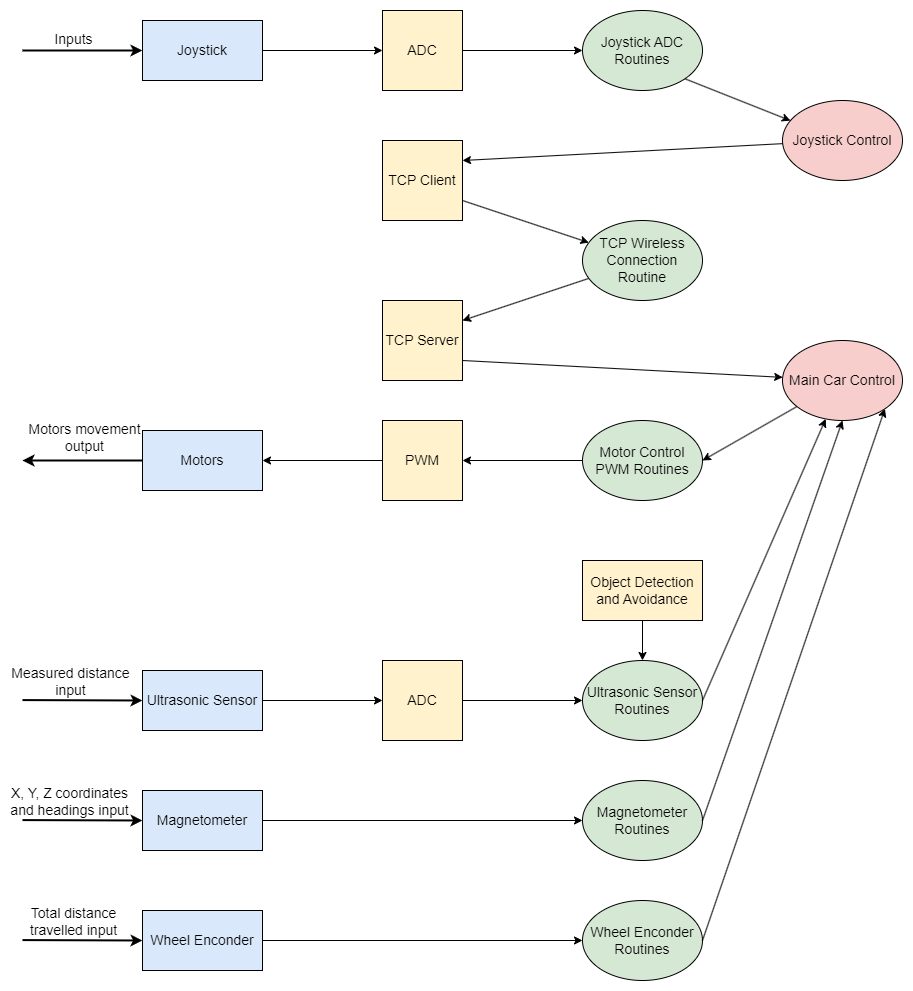 Inputs
Joystick
ADC
Joystick ADC
Routines
Joystick Control
TCP Client
TCP Wireless
Connection
Routine
TCP Server
Main Car Control
Motors movement
output
Motors
PWM
Motor Control
PWM Routines
Object Detection
and Avoidance
Measured distance
input
Ultrasonic Sensor
ADC
Ultrasonic Sensor
Routines
X, Y, Z coordinates
and headings input
Magnetometer
Magnetometer
Routines
Total distance
travelled input
Wheel Enconder
Wheel Enconder
Routines